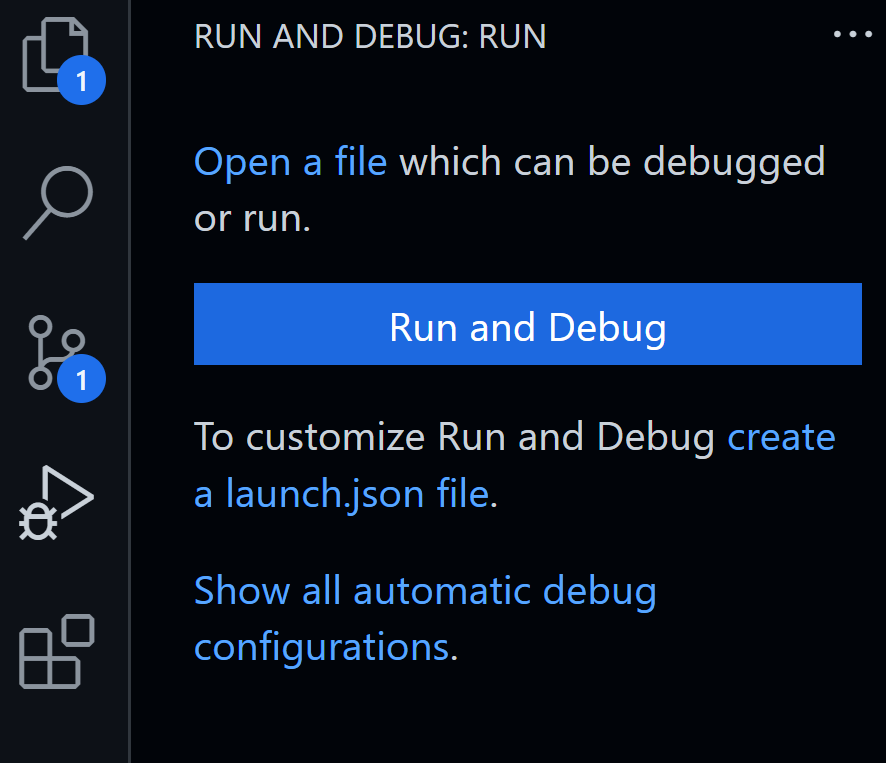 RUN AND DEBUG: RUN
1
Open a file which can be debugged
or run.
Run and Debug
1
To customize Run and Debug create
a launch.json file.
Show all automatic debug
configurations.